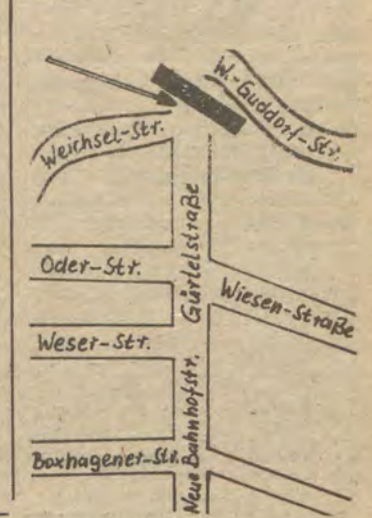 W.-Guddorf-Str.
Weichsel-Str.
Gürtelstraße
Oder-Str.
Wiesen-Straße
Weser-Str.
Neue Bahnhofstr.
Boxhagener-Str.